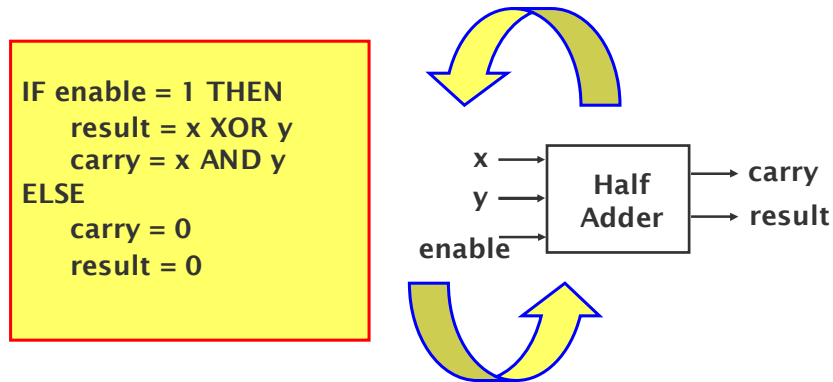 IF enable = 1 THEN
result = x XOR y
carry = x AND y
ELSE
carry = 0
result = 0
x
y
enable
Half
Adder
carry
result